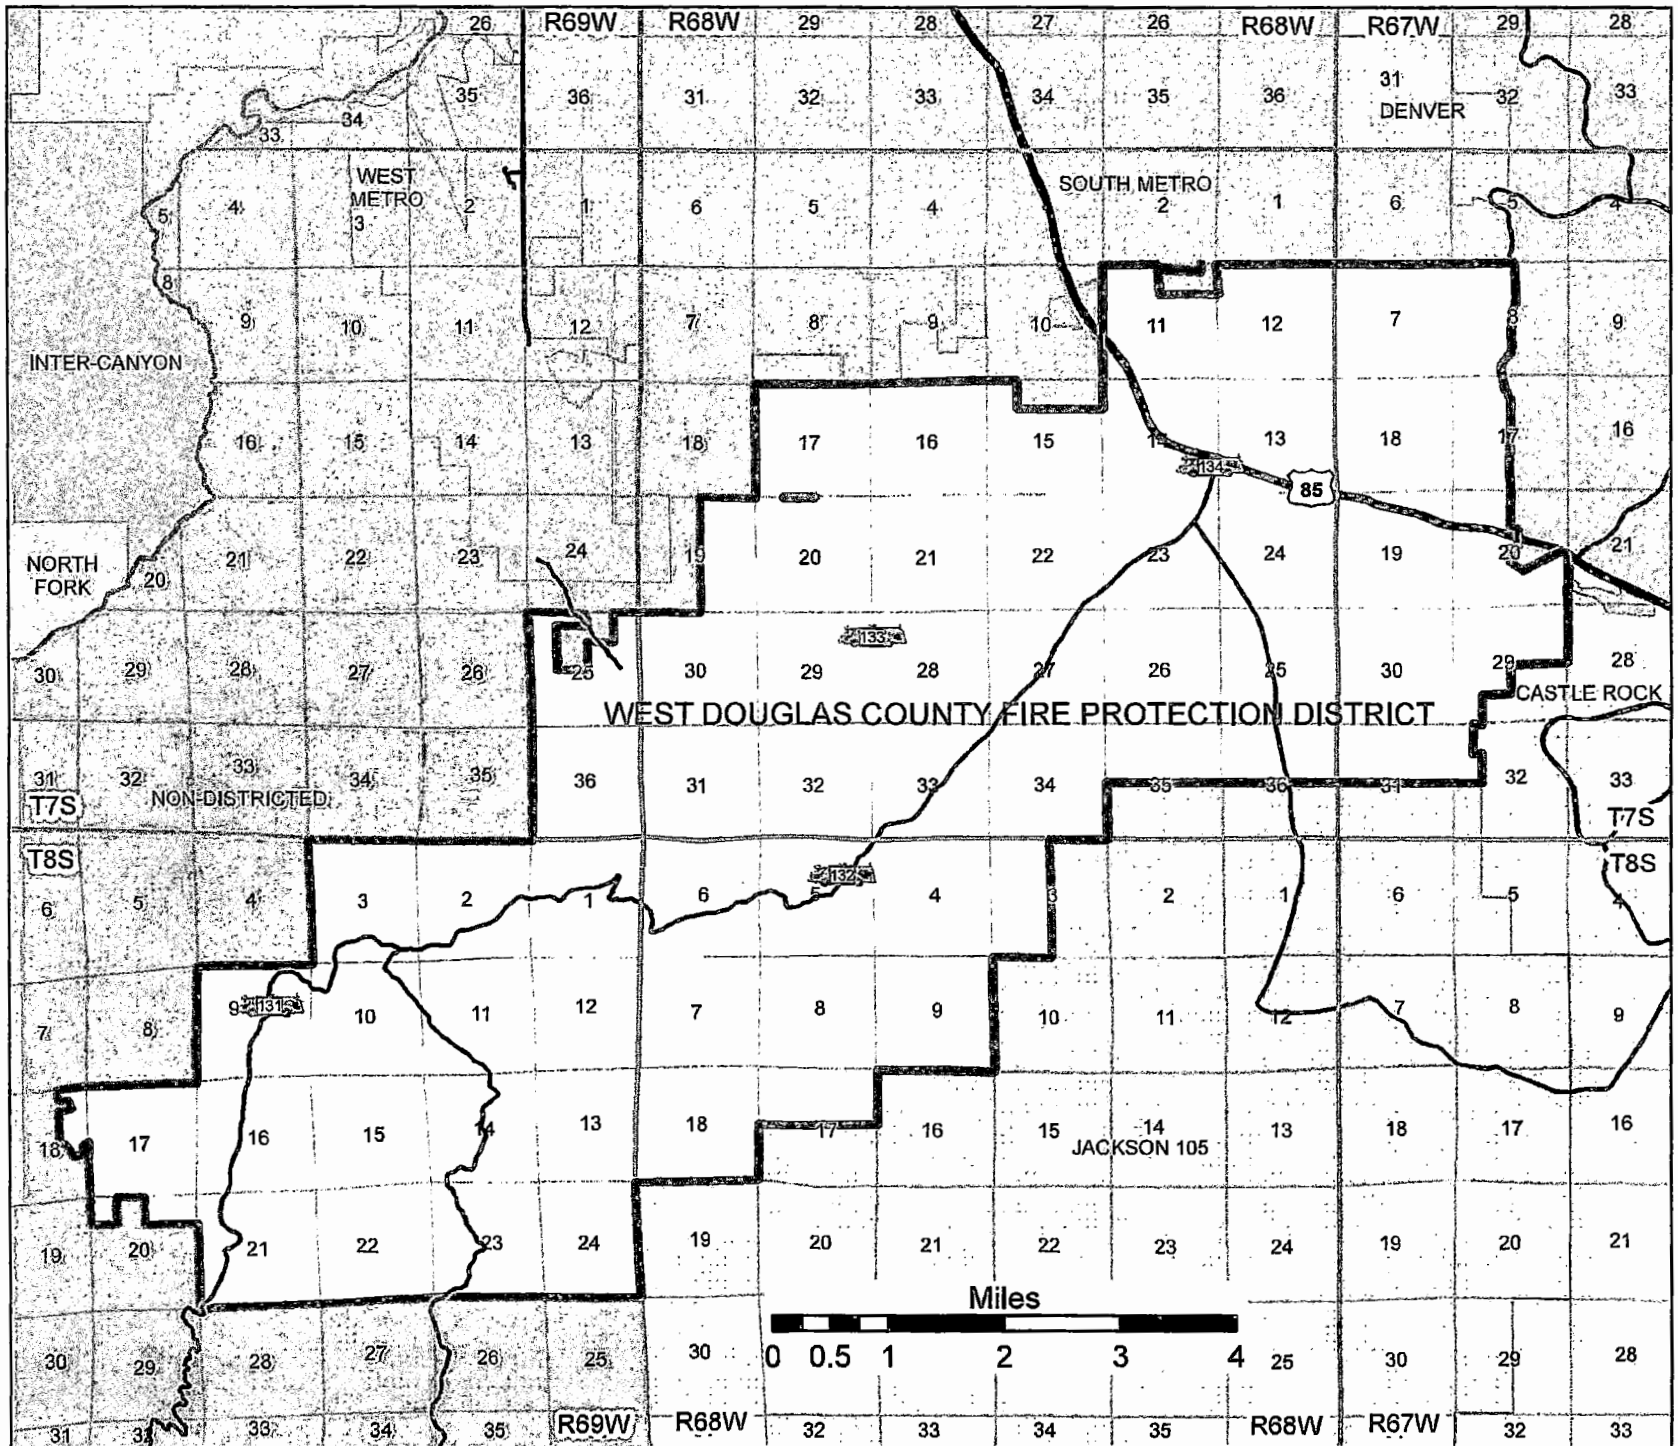 26 R69W R68W 29 28 27 26 R68W R67W 29 28
35 36 31 32 33 34 35 36 31 32 33
DENVER
34
33
WEST
METRO
3
SOUTH METRO
5 4 2 1 6 5 4 2 1 6 5 4
8
9 10 11 12 7 8 9 10 11 12 7 8 9
INTER-CANYON
16 15 14 13 18 17 16 15 14 13 18 17 16
134
85
NORTH
FORK
20 21 22 23 24 19 20 21 22 23 24 19 20 21
133
30 29 28 27 26 25 30 29 28 27 26 25 30 29 28
CASTLE ROCK
WEST DOUGLAS COUNTY FIRE PROTECTION DISTRICT
31 32 33 34 35 36 31 32 33 34 35 36 31 32 33
NON-DISTRICTED
T7S T7S
T8S T8S
132
6 5 4 3 2 1 6 5 4 3 2 1 6 5 4
131
7 8 9 10 11 12 7 8 9 10 11 12 7 8 9
18 17 16 15 14 13 18 17 16 15 14 13 18 17 16
JACKSON 105
19 20 21 22 23 24 19 20 21 22 23 24 19 20 21
Miles
0 0.5 1 2 3 4
30 29 28 27 26 25 30 25 30 29 28
31 32 33 34 35 R69W R68W 32 33 34 35 R68W R67W 32 33